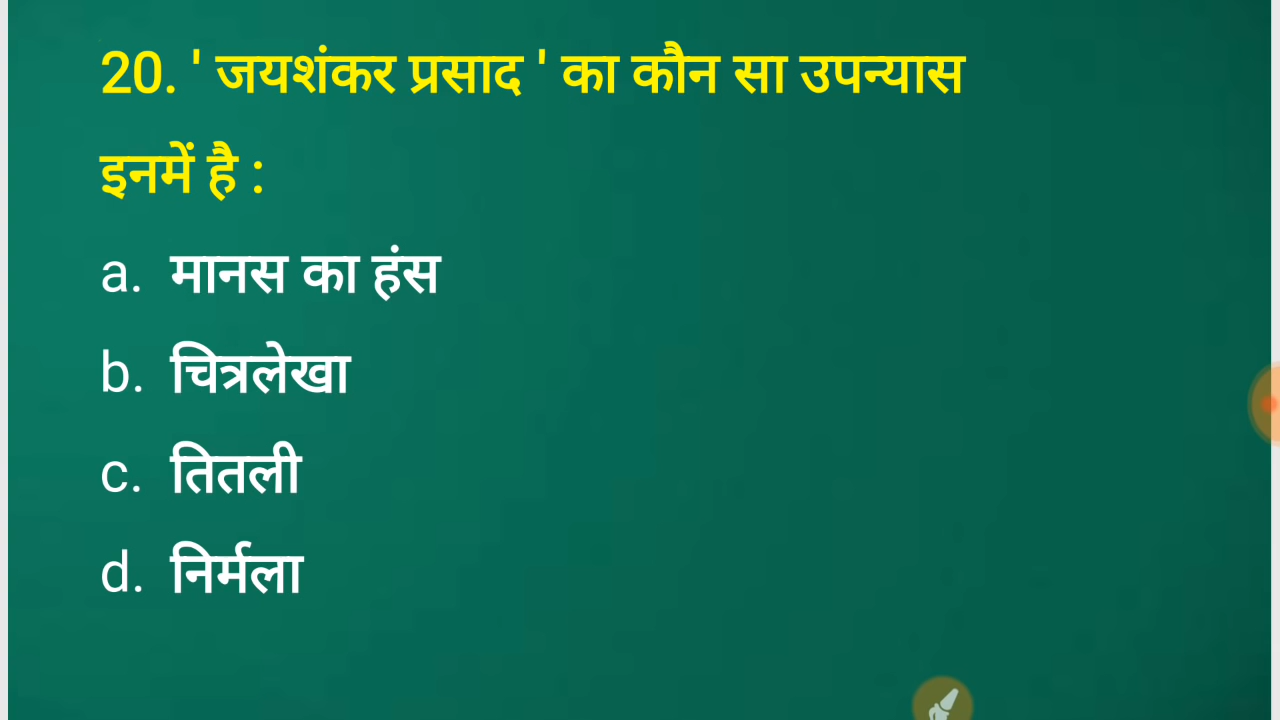 20. ' जयशंकर प्रसाद ' का कौन सा उपन्यास
इनमें है :
a. मानस का हंस
b. चित्रलेखा
c. तितली
d. निर्मला